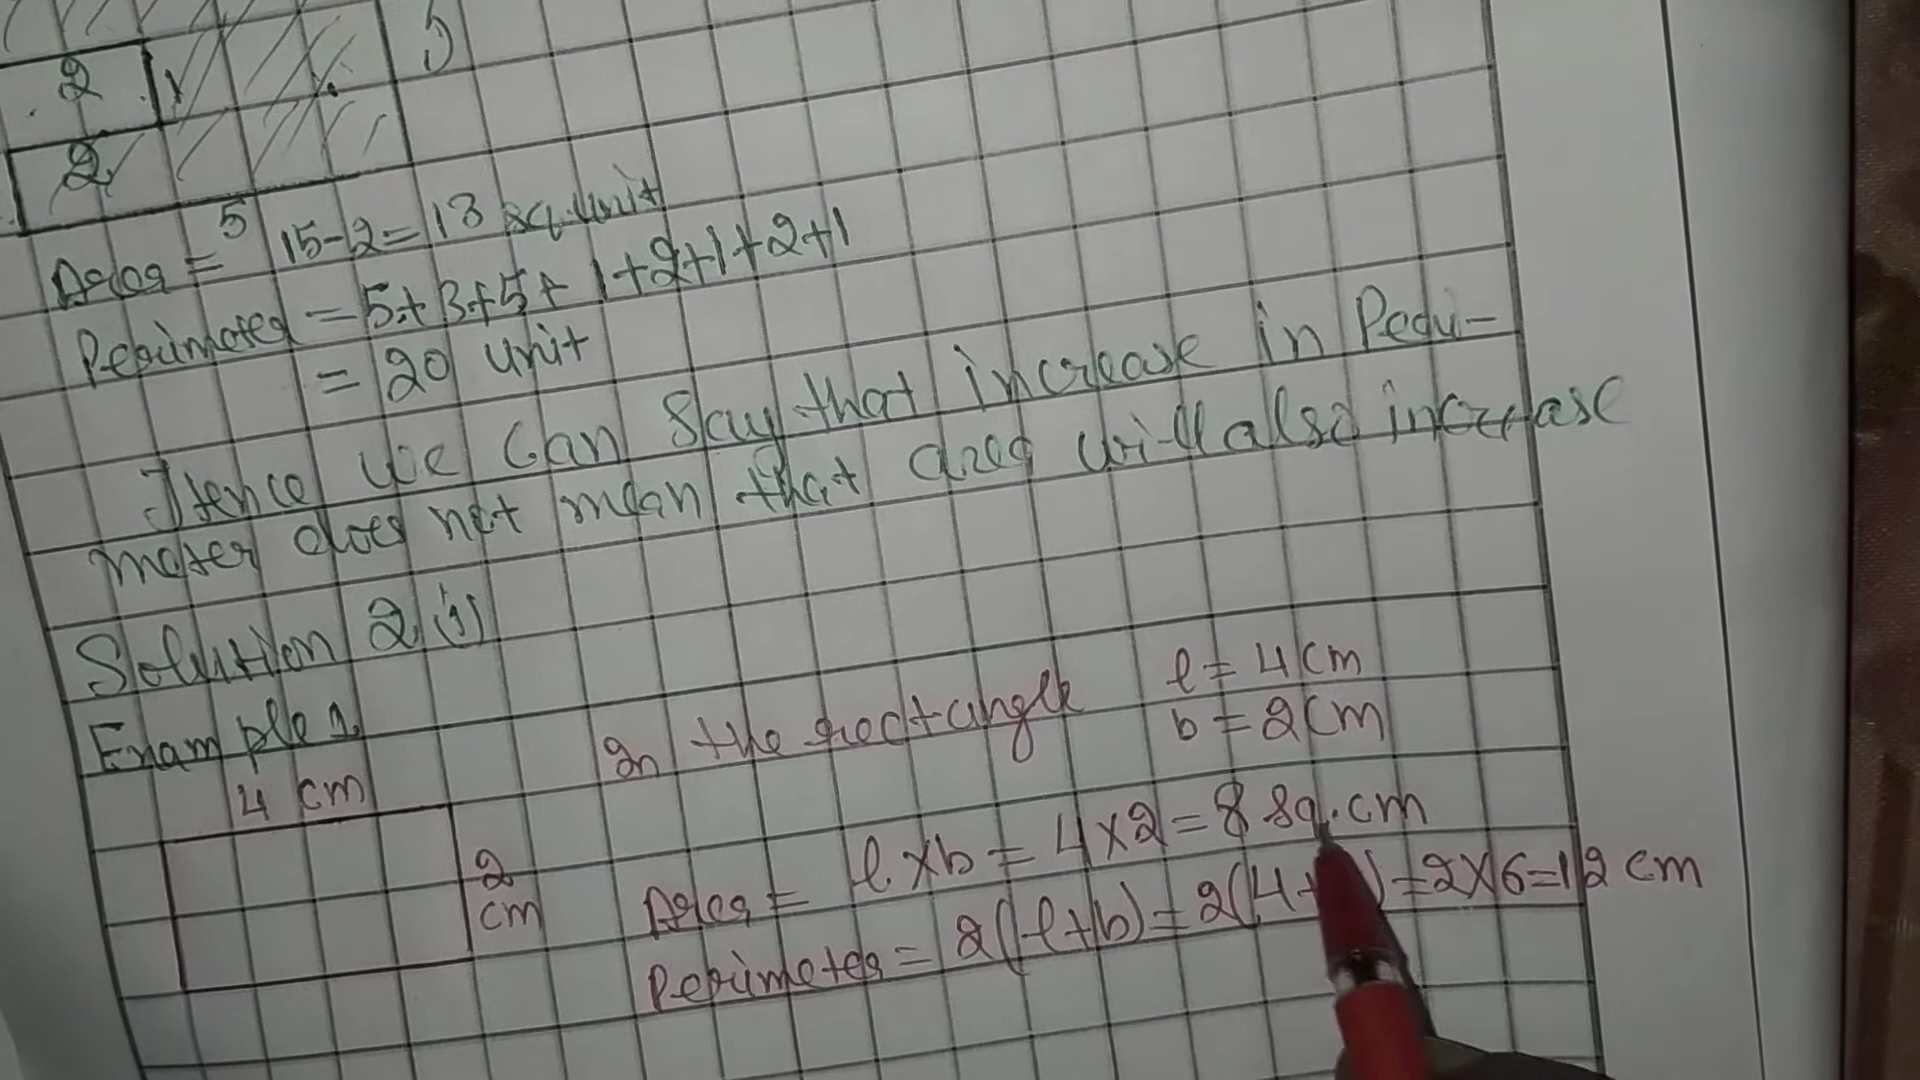 2 1
3
2
5
Area = 15-2=13 sq.unit
Perimeter = 5+3+5+1+2+1+2+1
= 20 unit
Hence we can say that increase in Peri-
meter does not mean that area will also increase
Solution 2 (i)
Example 1
In the rectangle l = 4 cm
b = 2 cm
4 cm
2
cm
Area = l×b = 4×2 = 8 sq.cm
Perimeter = 2(l+b) = 2(4+ ) = 2×6=12 cm